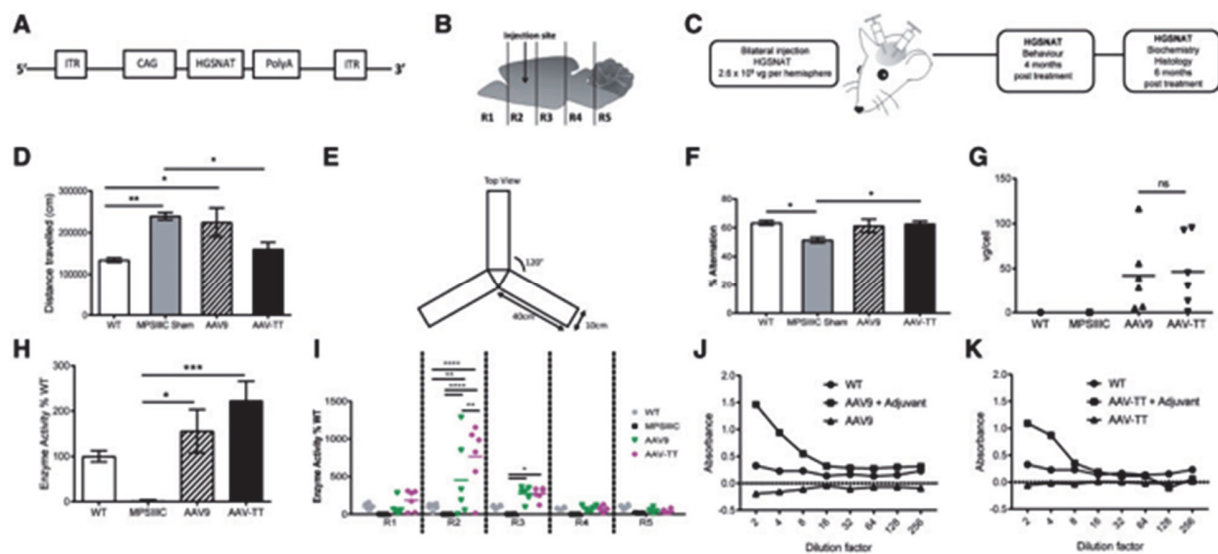 A
5'
ITR
CAG
HGSNAT
PolyA
ITR
3'
B
Injection site
R1 R2 R3 R4 R5
C
Bilateral injection
HGSNAT
2.6 x 10⁹ vg per hemisphere
HGSNAT
Behaviour
4 months
post treatment
HGSNAT
Biochemistry
Histology
6 months
post treatment
D
Distance travelled (cm)
300000
200000
100000
0
*
*
**
WT MPSIIIC Sham AAV9 AAV-TT
E
Top View
120°
40cm
10cm
F
% Alternation
80
60
40
20
0
*
*
WT MPSIIIC Sham AAV9 AAV-TT
G
vg/cell
150
100
50
0
ns
WT MPSIIIC AAV9 AAV-TT
H
Enzyme Activity % WT
300
200
100
0
***
*
WT MPSIIIC AAV9 AAV-TT
I
Enzyme Activity % WT
1500
1000
500
0
****
**
****
**
*
WT
MPSIIIC
AAV9
AAV-TT
R1 R2 R3 R4 R5
J
Absorbance
2.0
1.5
1.0
0.5
0.0
-0.5
WT
AAV9 + Adjuvant
AAV9
2 4 8 16 32 64 128 256
Dilution factor
K
Absorbance
2.0
1.5
1.0
0.5
0.0
-0.5
WT
AAV-TT + Adjuvant
AAV-TT
2 4 8 16 32 64 128 256
Dilution factor